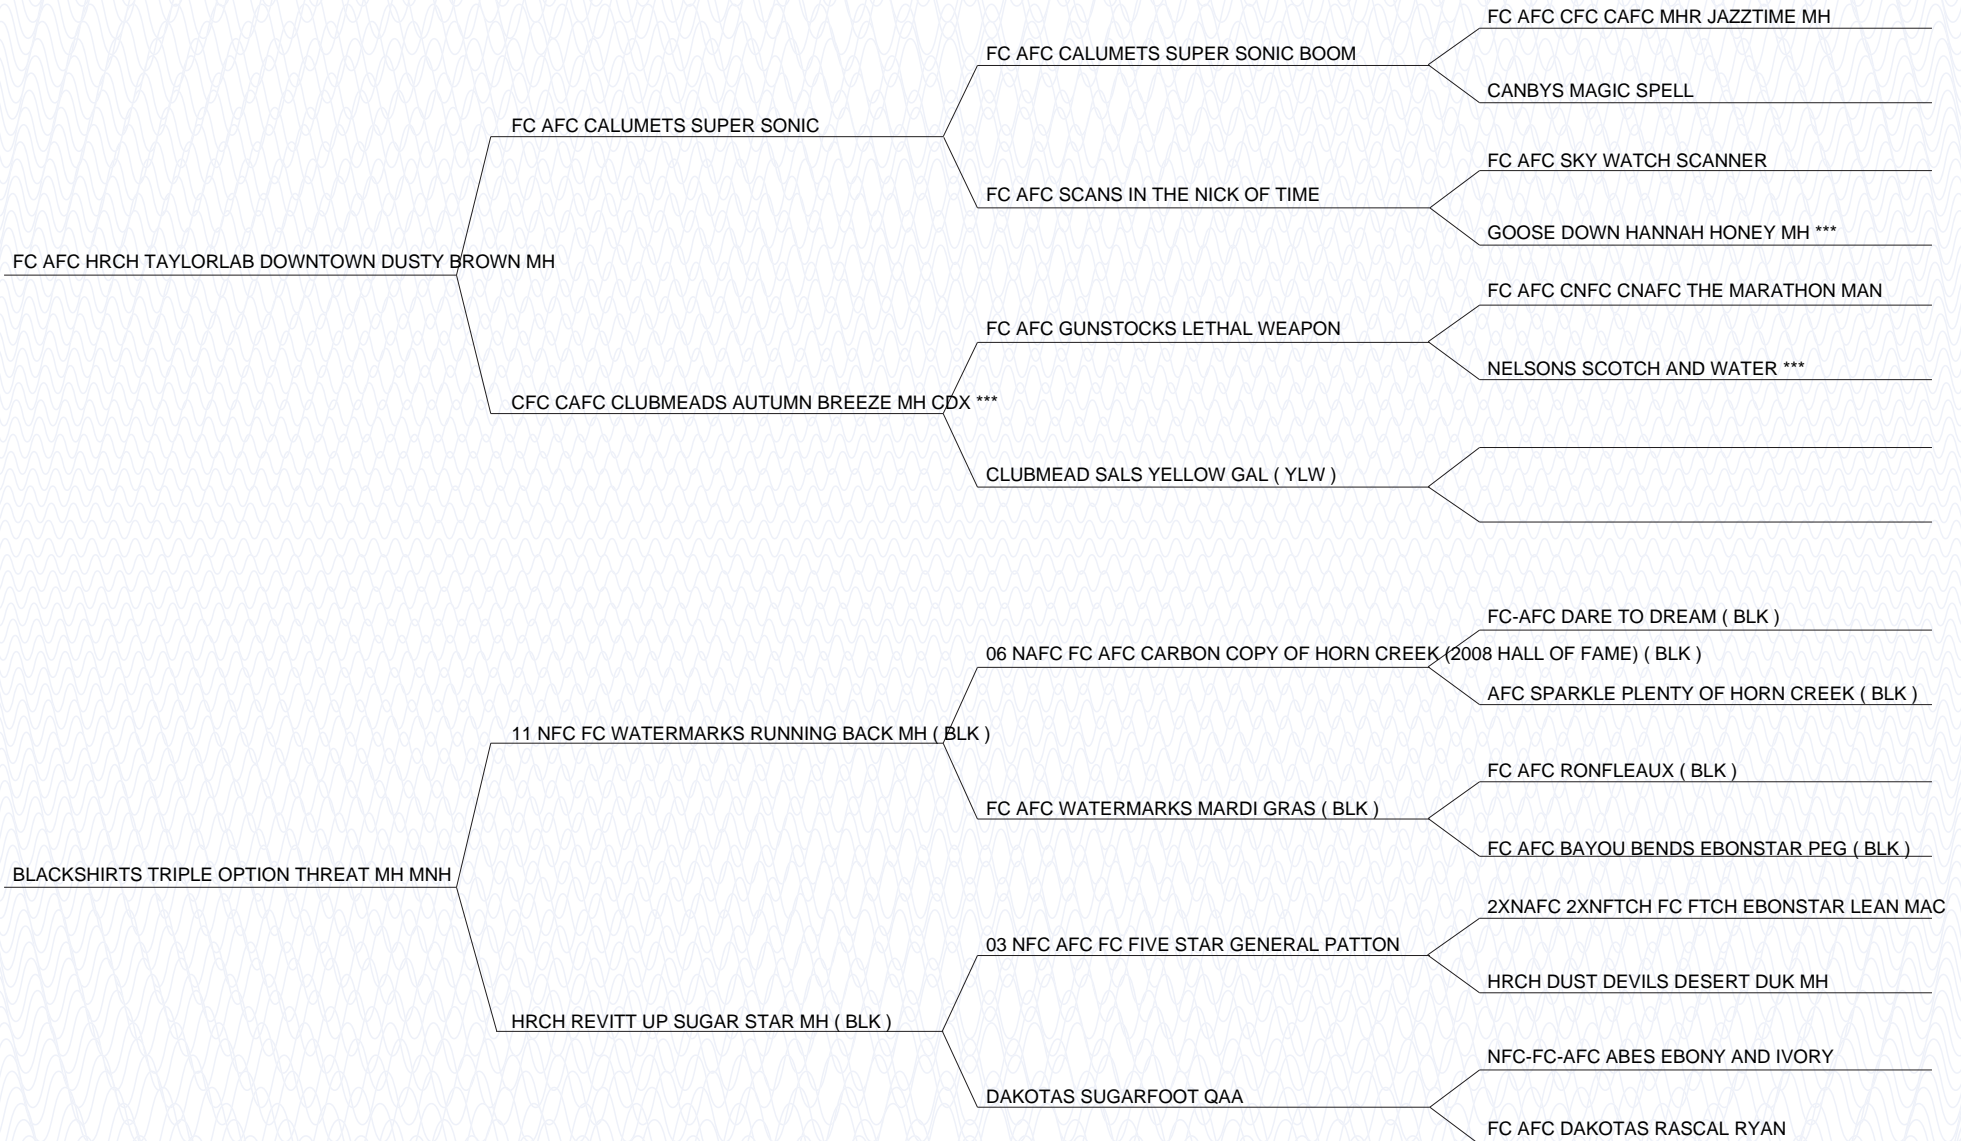 FC AFC CFC CAFC MHR JAZZTIME MH
FC AFC CALUMETS SUPER SONIC BOOM
CANBYS MAGIC SPELL
FC AFC CALUMETS SUPER SONIC
FC AFC SKY WATCH SCANNER
FC AFC SCANS IN THE NICK OF TIME
GOOSE DOWN HANNAH HONEY MH ***
FC AFC HRCH TAYLORLAB DOWNTOWN DUSTY BROWN MH
FC AFC CNFC CNAFC THE MARATHON MAN
FC AFC GUNSTOCKS LETHAL WEAPON
NELSONS SCOTCH AND WATER ***
CFC CAFC CLUBMEADS AUTUMN BREEZE MH CDX ***
CLUBMEAD SALS YELLOW GAL ( YLW )
FC-AFC DARE TO DREAM ( BLK )
06 NAFC FC AFC CARBON COPY OF HORN CREEK (2008 HALL OF FAME) ( BLK )
AFC SPARKLE PLENTY OF HORN CREEK ( BLK )
11 NFC FC WATERMARKS RUNNING BACK MH ( BLK )
FC AFC RONFLEAUX ( BLK )
FC AFC WATERMARKS MARDI GRAS ( BLK )
FC AFC BAYOU BENDS EBONSTAR PEG ( BLK )
BLACKSHIRTS TRIPLE OPTION THREAT MH MNH
2XNAFC 2XNFTCH FC FTCH EBONSTAR LEAN MAC
03 NFC AFC FC FIVE STAR GENERAL PATTON
HRCH DUST DEVILS DESERT DUK MH
HRCH REVITT UP SUGAR STAR MH ( BLK )
NFC-FC-AFC ABES EBONY AND IVORY
DAKOTAS SUGARFOOT QAA
FC AFC DAKOTAS RASCAL RYAN